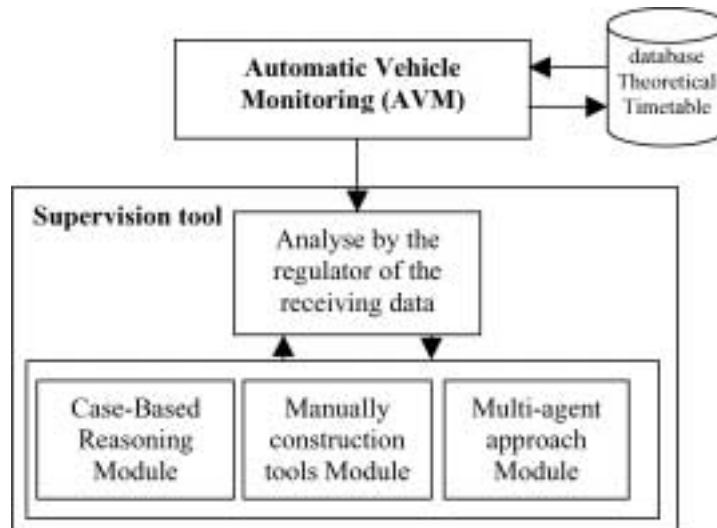 Automatic Vehicle
Monitoring (AVM)
database
Theoretical
Timetable
Supervision tool
Analyse by the
regulator of the
receiving data
Case-Based
Reasoning
Module
Manually
construction
tools Module
Multi-agent
approach
Module